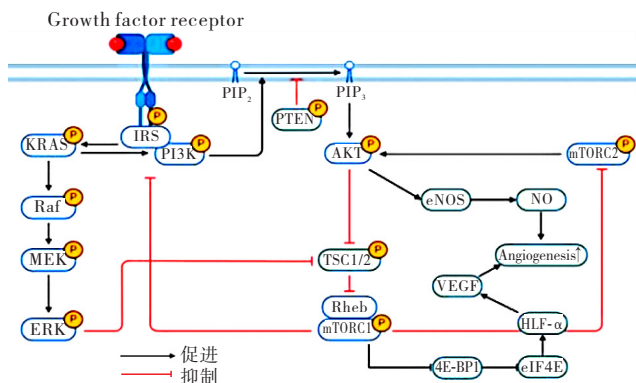 Growth factor receptor
PIP2
PIP3
P
PTEN
P
IRS
P
KRAS
P
PI3K
P
AKT
P
mTORC2
P
eNOS
NO
Raf
P
Angiogenesis↑
MEK
P
TSC1/2
P
VEGF
Rheb
mTORC1
P
HLF-α
ERK
P
4E-BP1
eIF4E
促进
抑制